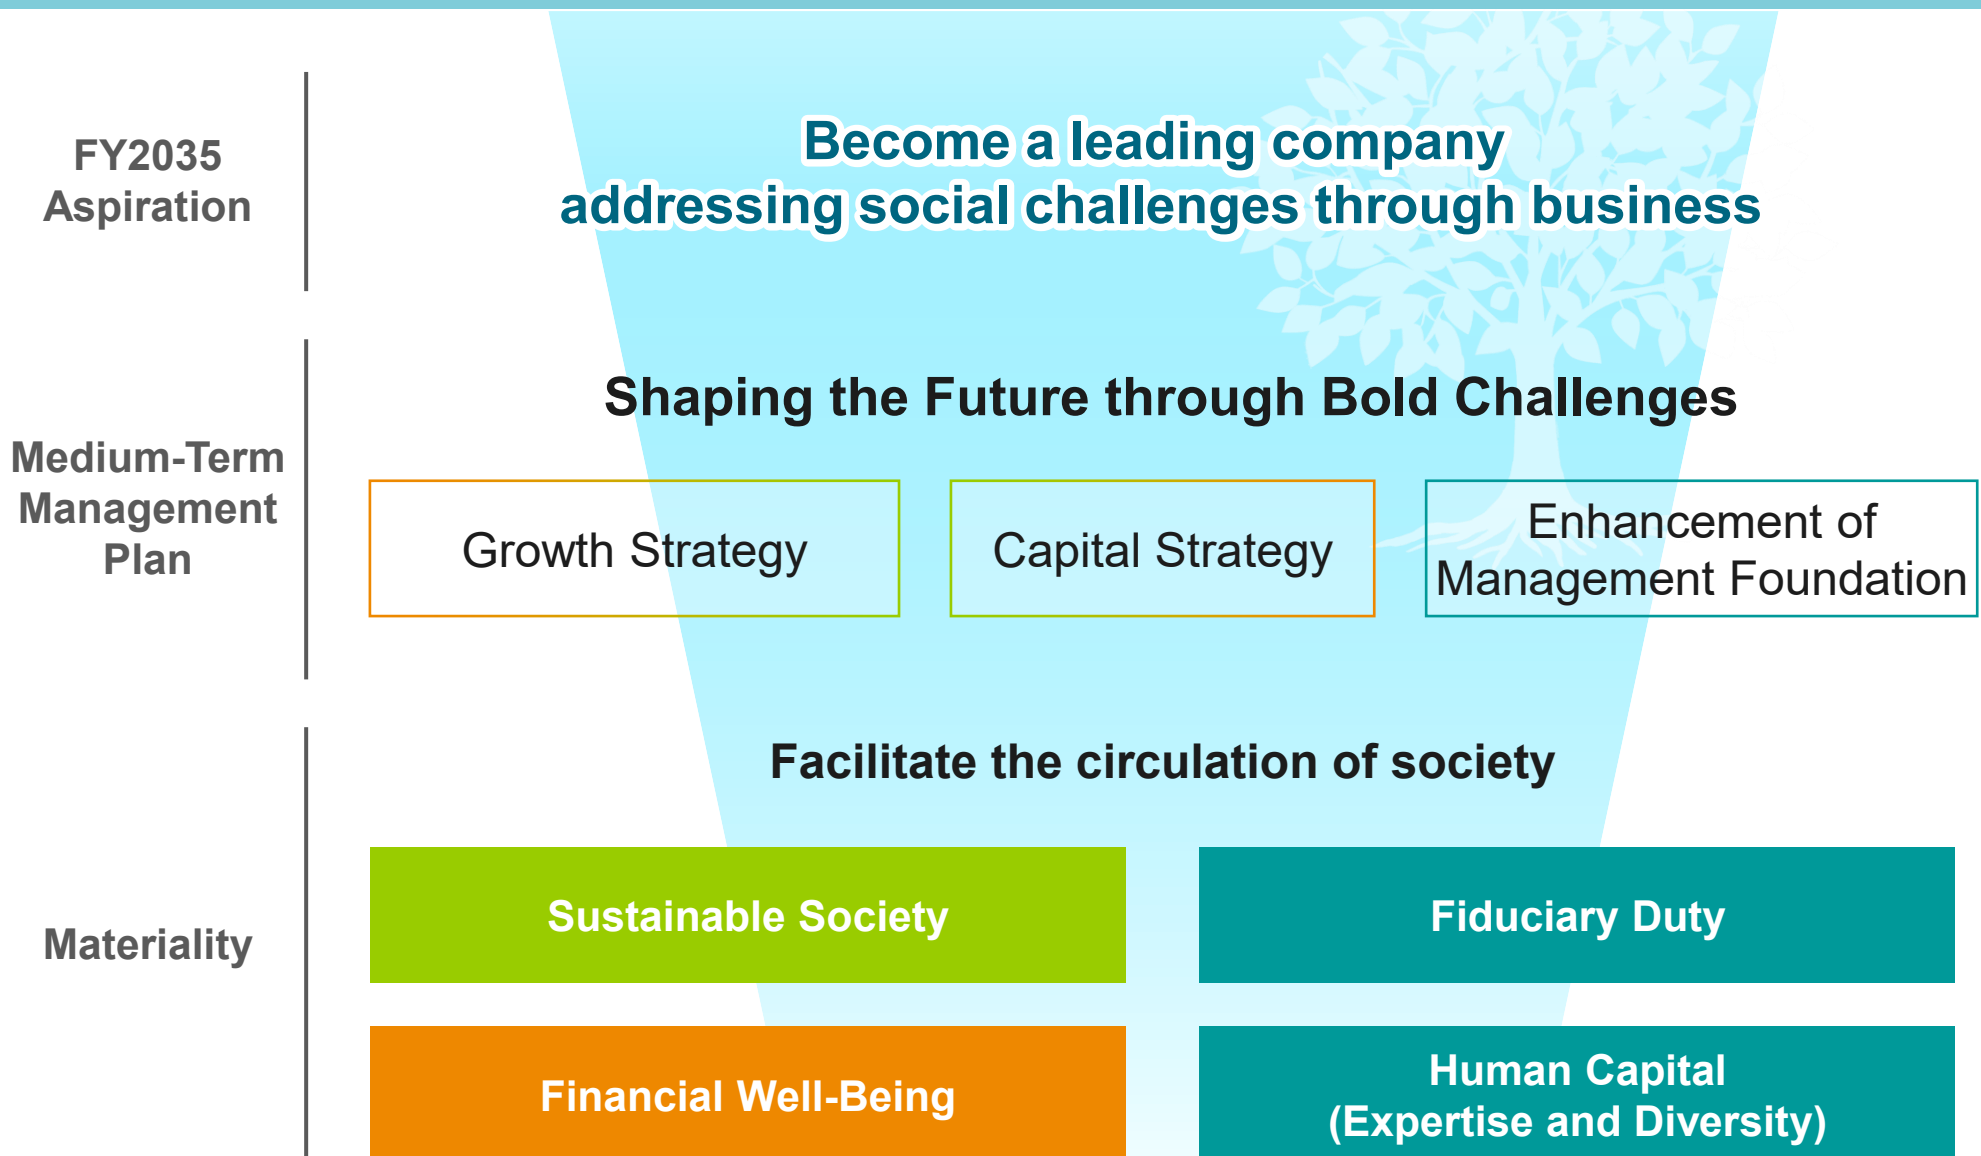 FY2035
Aspiration
Become a leading company
addressing social challenges through business
Medium-Term
Management
Plan
Shaping the Future through Bold Challenges
Growth Strategy
Capital Strategy
Enhancement of
Management Foundation
Materiality
Facilitate the circulation of society
Sustainable Society
Fiduciary Duty
Financial Well-Being
Human Capital
(Expertise and Diversity)